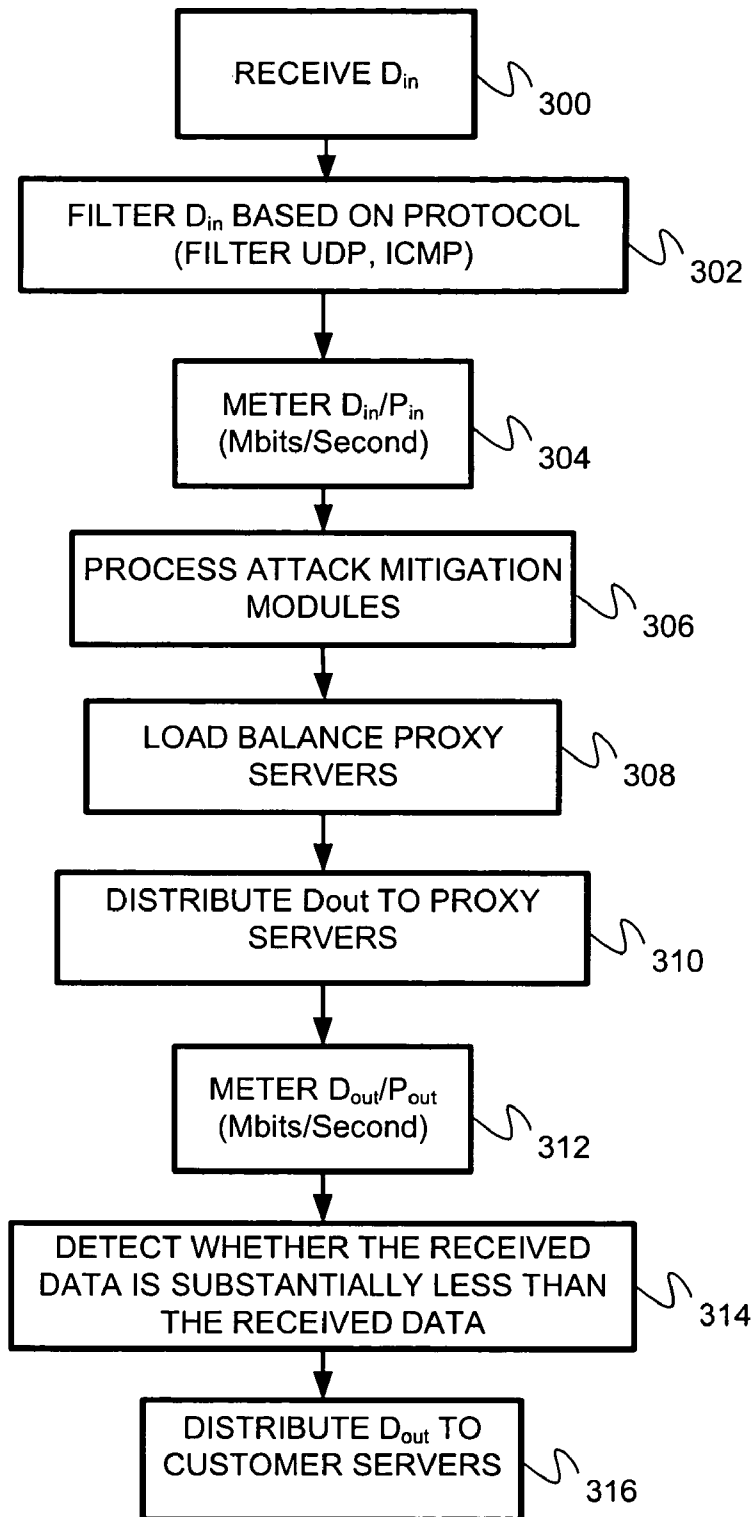 RECEIVE Din
300
FILTER Din BASED ON PROTOCOL
(FILTER UDP, ICMP)
302
METER Din/Pin
(Mbits/Second)
304
PROCESS ATTACK MITIGATION
MODULES
306
LOAD BALANCE PROXY
SERVERS
308
DISTRIBUTE Dout TO PROXY
SERVERS
310
METER Dout/Pout
(Mbits/Second)
312
DETECT WHETHER THE RECEIVED
DATA IS SUBSTANTIALLY LESS THAN
THE RECEIVED DATA
314
DISTRIBUTE Dout TO
CUSTOMER SERVERS
316